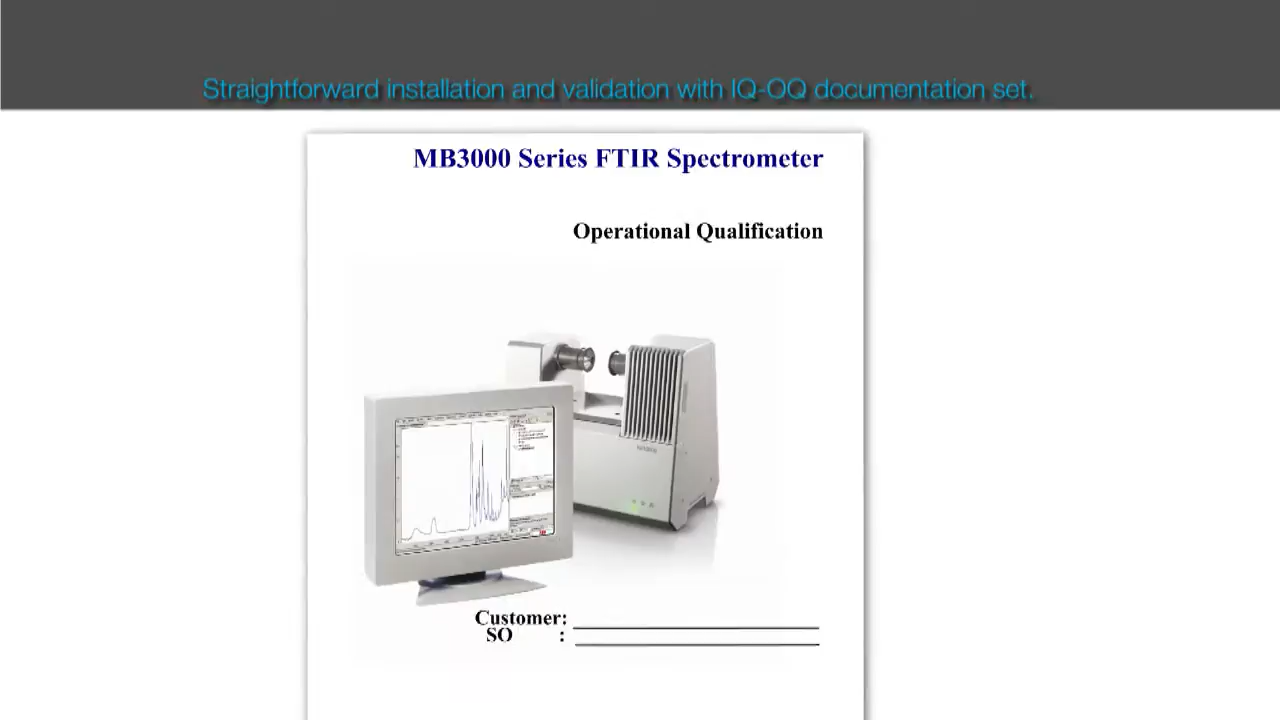 Straightforward installation and validation with IQ-OQ documentation set.
MB3000 Series FTIR Spectrometer
Operational Qualification
Customer:
SO :